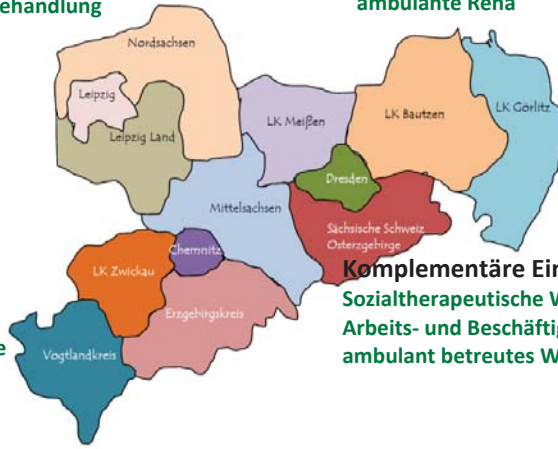 ehandlung
ambulante Reha
Nordsachsen
Leipzig
LK Meißen
LK Bautzen
LK Görlitz
Leipzig Land
Dresden
Mittelsachsen
Sächsische Schweiz
Osterzgebirge
Chemnitz
LK Zwickau
Erzgebirgskreis
Vogtlandkreis
e
Komplementäre Ein
Sozialtherapeutische W
Arbeits- und Beschäftig
ambulant betreutes W